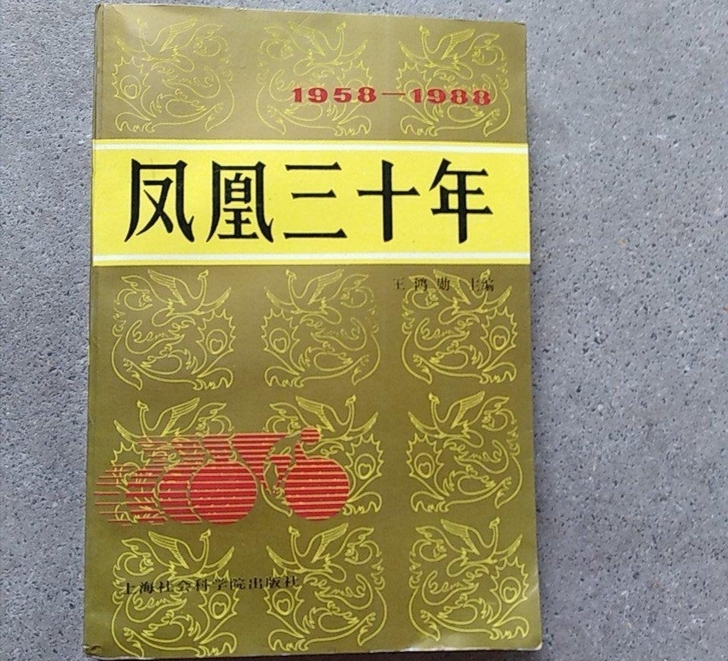 1958—1988
凤凰三十年
王鸿勋 主编
上海社会科学院出版社